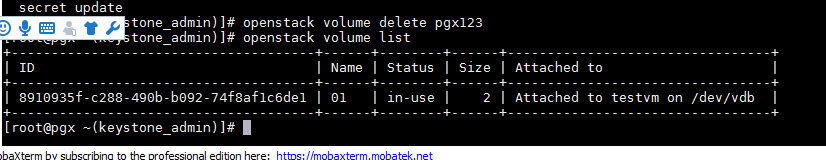 secret update
(keystone_admin)]# openstack volume delete pgx123
[root@pgx ~(keystone_admin)]# openstack volume list
+--------------------------------------+------+--------+------+---------------------------------+
| ID                                   | Name | Status | Size | Attached to                     |
+--------------------------------------+------+--------+------+---------------------------------+
| 8910935f-c288-490b-b092-74f8af1c6de1 | 01   | in-use |    2 | Attached to testvm on /dev/vdb  |
+--------------------------------------+------+--------+------+---------------------------------+
[root@pgx ~(keystone_admin)]#
obaXterm by subscribing to the professional edition here: https://mobaxterm.mobatek.net